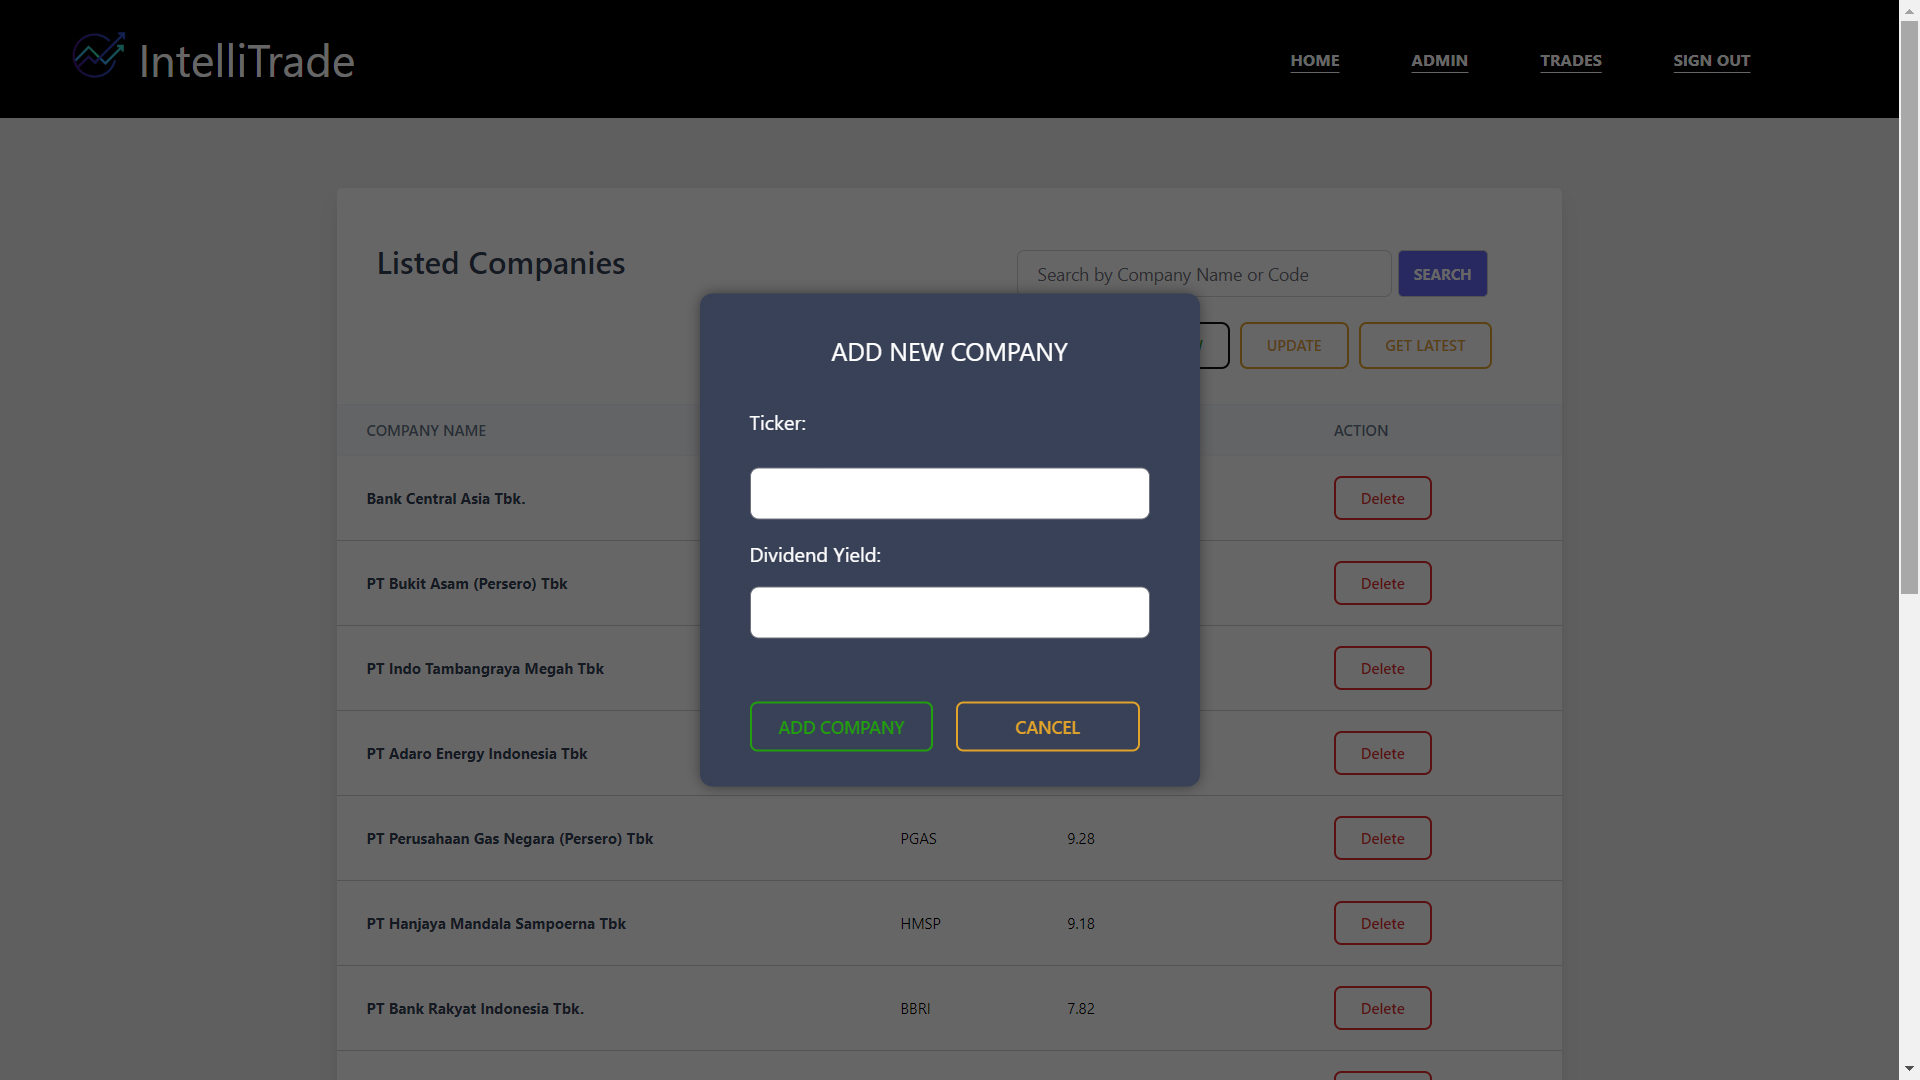 IntelliTrade
HOME
ADMIN
TRADES
SIGN OUT
Listed Companies
Search by Company Name or Code
SEARCH
UPDATE
GET LATEST
ADD NEW COMPANY
Ticker:
Dividend Yield:
ADD COMPANY
CANCEL
COMPANY NAME
ACTION
Bank Central Asia Tbk.
Delete
PT Bukit Asam (Persero) Tbk
Delete
PT Indo Tambangraya Megah Tbk
Delete
PT Adaro Energy Indonesia Tbk
Delete
PT Perusahaan Gas Negara (Persero) Tbk PGAS 9.28 Delete
PT Hanjaya Mandala Sampoerna Tbk HMSP 9.18 Delete
PT Bank Rakyat Indonesia Tbk. BBRI 7.82 Delete